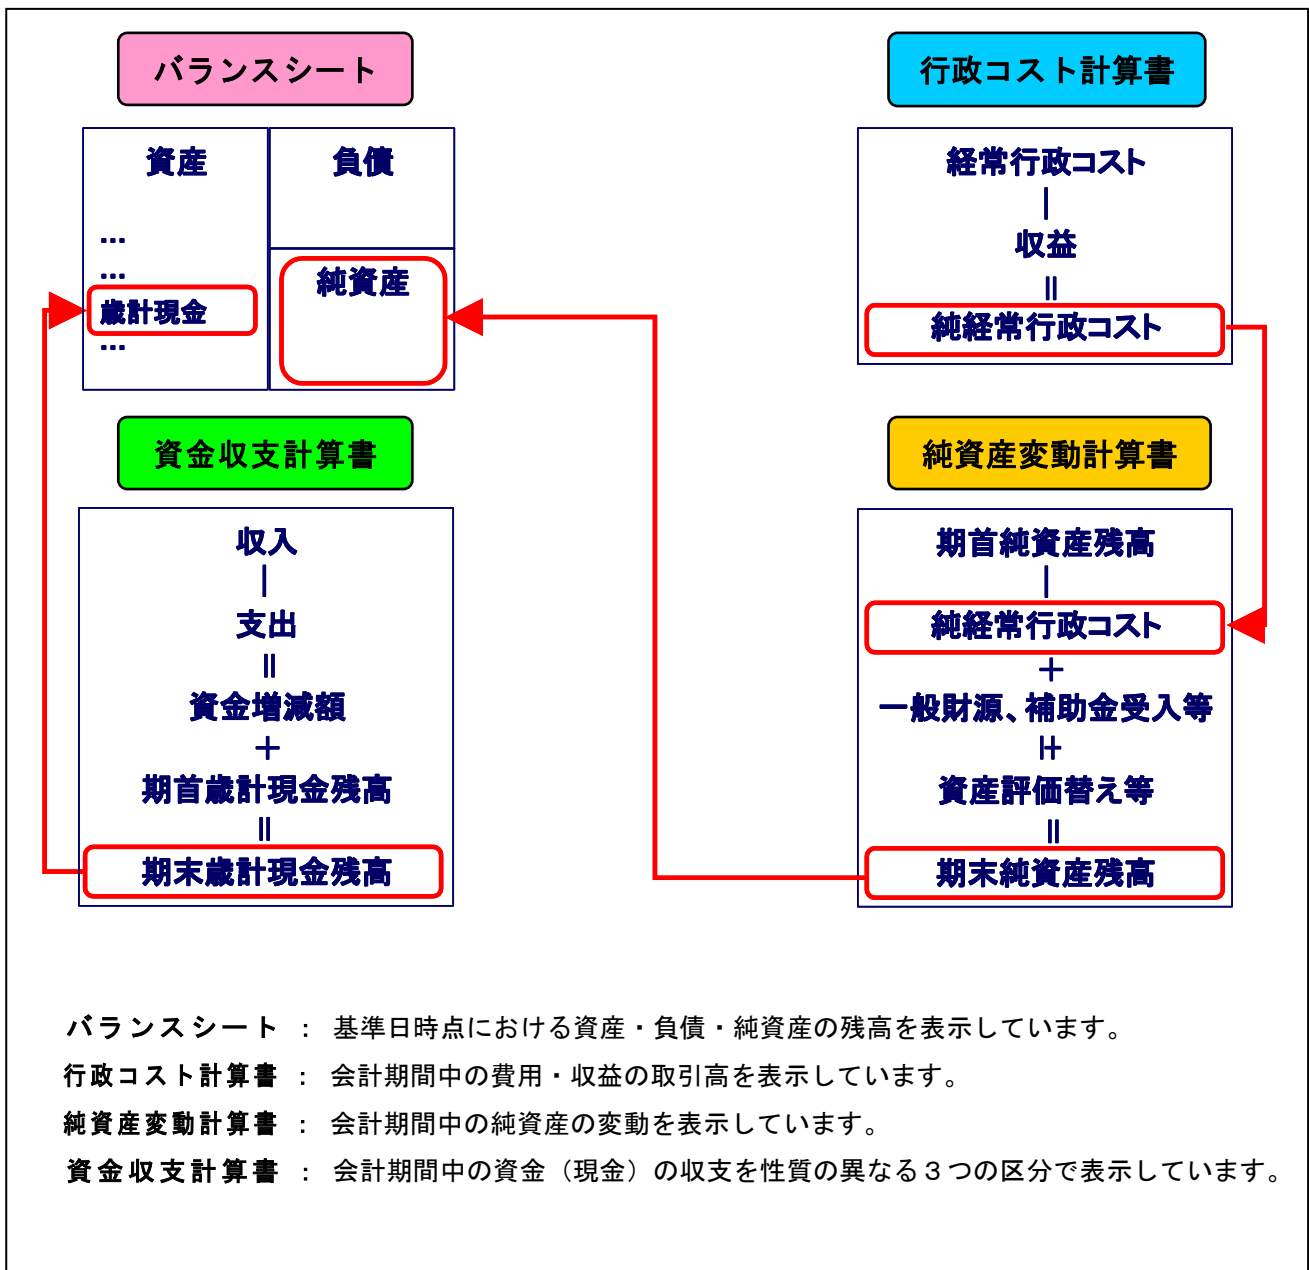 バランスシート
資産
負債
…
…
歳計現金
…
純資産
行政コスト計算書
経常行政コスト
－
収益
＝
純経常行政コスト
資金収支計算書
収入
－
支出
＝
資金増減額
＋
期首歳計現金残高
＝
期末歳計現金残高
純資産変動計算書
期首純資産残高
－
純経常行政コスト
＋
一般財源、補助金受入等
±
資産評価替え等
＝
期末純資産残高
バランスシート ： 基準日時点における資産・負債・純資産の残高を表示しています。
行政コスト計算書 ： 会計期間中の費用・収益の取引高を表示しています。
純資産変動計算書 ： 会計期間中の純資産の変動を表示しています。
資金収支計算書 ： 会計期間中の資金（現金）の収支を性質の異なる３つの区分で表示しています。